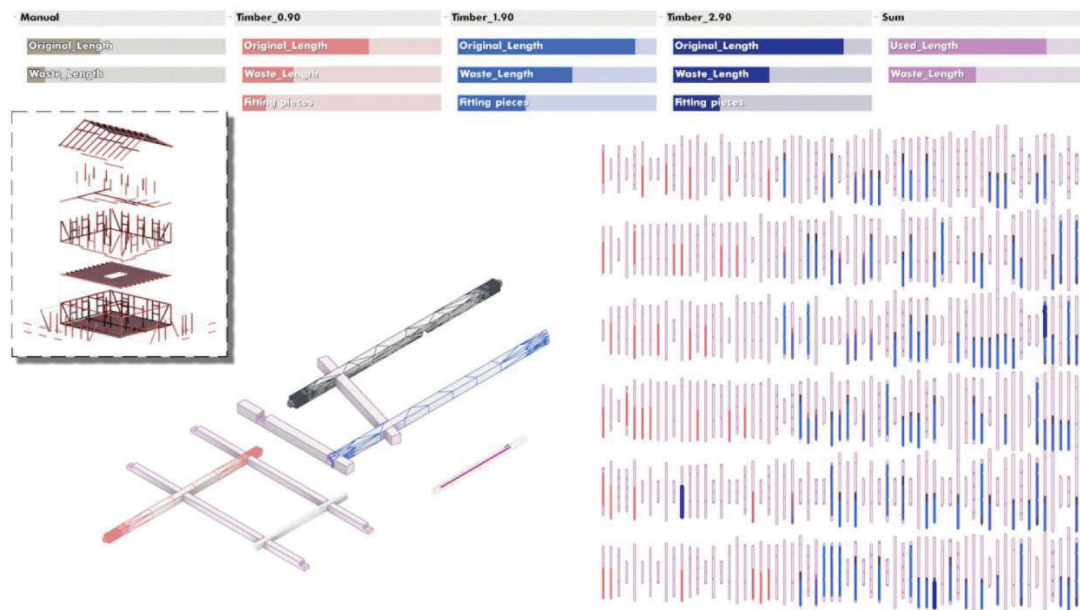 Manual
Original_Length
Waste_Length
Timber_0.90
Original_Length
Waste_Length
Fitting pieces
Timber_1.90
Original_Length
Waste_Length
Fitting pieces
Timber_2.90
Original_Length
Waste_Length
Fitting pieces
Sum
Used_Length
Waste_Length